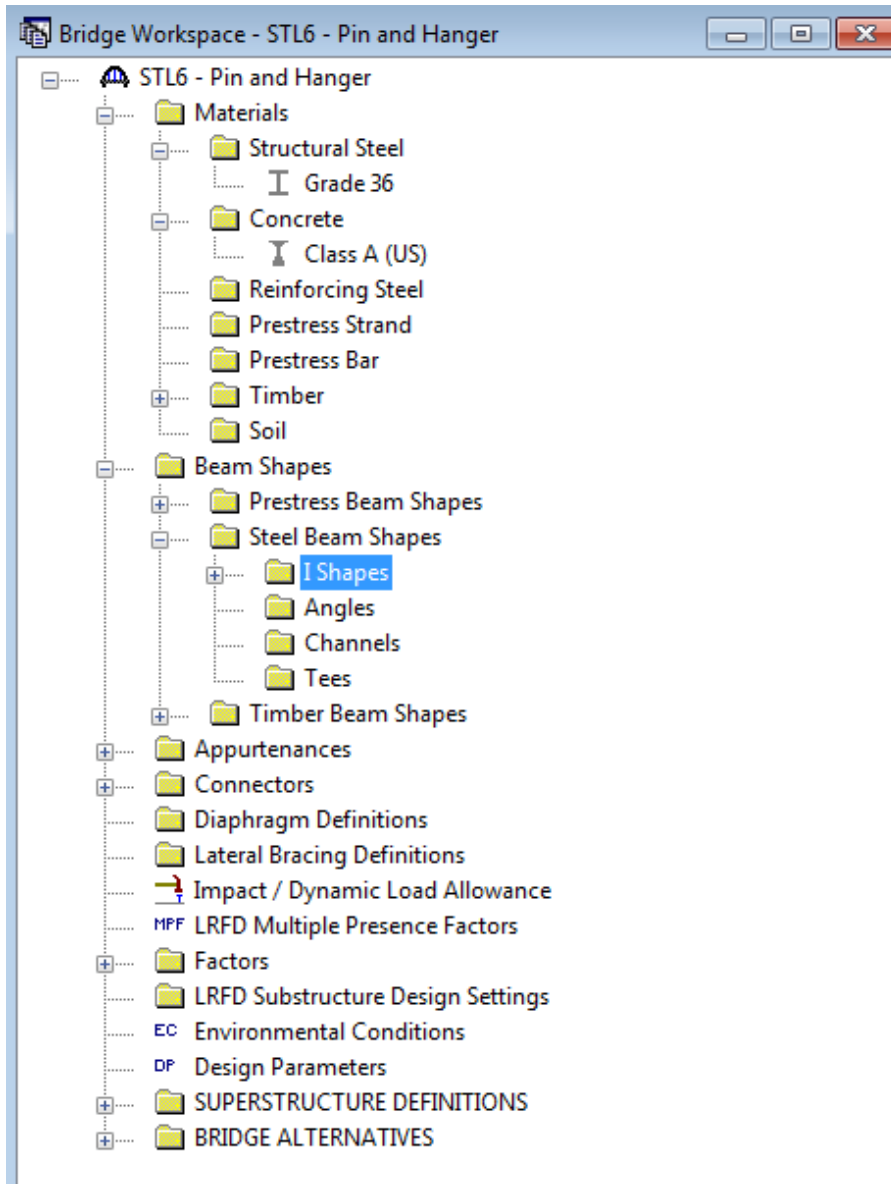 Bridge Workspace - STL6 - Pin and Hanger
STL6 - Pin and Hanger
Materials
Structural Steel
Grade 36
Concrete
Class A (US)
Reinforcing Steel
Prestress Strand
Prestress Bar
Timber
Soil
Beam Shapes
Prestress Beam Shapes
Steel Beam Shapes
I Shapes
Angles
Channels
Tees
Timber Beam Shapes
Appurtenances
Connectors
Diaphragm Definitions
Lateral Bracing Definitions
Impact / Dynamic Load Allowance
MPF LRFD Multiple Presence Factors
Factors
LRFD Substructure Design Settings
EC Environmental Conditions
DP Design Parameters
SUPERSTRUCTURE DEFINITIONS
BRIDGE ALTERNATIVES